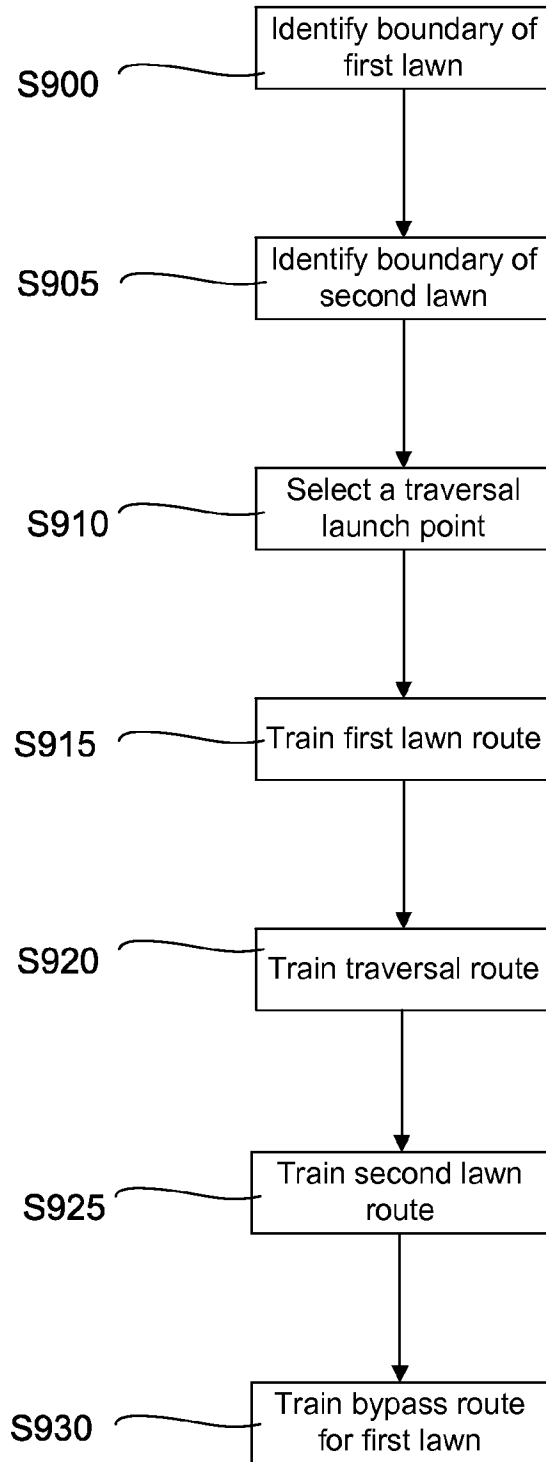 Identify boundary of
first lawn
S900
Identify boundary of
second lawn
S905
Select a traversal
launch point
S910
Train first lawn route
S915
Train traversal route
S920
Train second lawn
route
S925
Train bypass route
for first lawn
S930